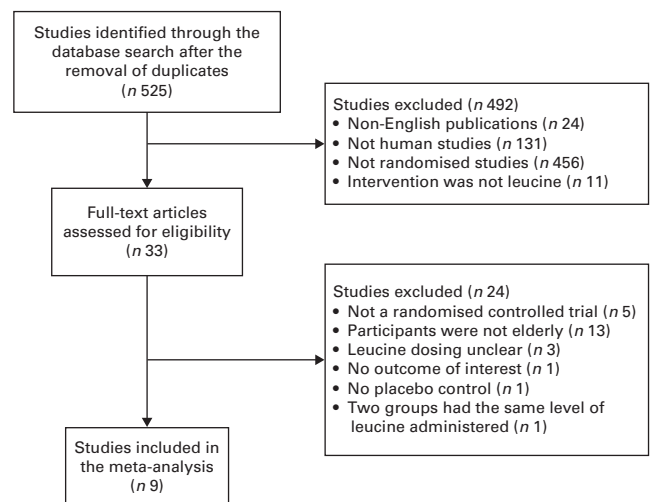 Studies identified through the
database search after the
removal of duplicates
(n 525)
Studies excluded (n 492)
• Non-English publications (n 24)
• Not human studies (n 131)
• Not randomised studies (n 456)
• Intervention was not leucine (n 11)
Full-text articles
assessed for eligibility
(n 33)
Studies excluded (n 24)
• Not a randomised controlled trial (n 5)
• Participants were not elderly (n 13)
• Leucine dosing unclear (n 3)
• No outcome of interest (n 1)
• No placebo control (n 1)
• Two groups had the same level of
leucine administered (n 1)
Studies included in
the meta-analysis
(n 9)